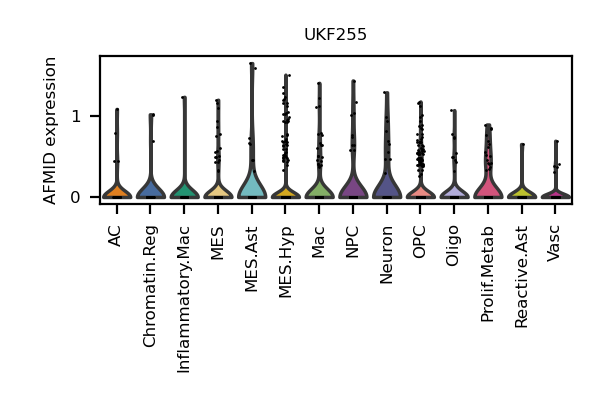 UKF255
AFMID expression
1
0
AC
Chromatin.Reg
Inflammatory.Mac
MES
MES.Ast
MES.Hyp
Mac
NPC
Neuron
OPC
Oligo
Prolif.Metab
Reactive.Ast
Vasc